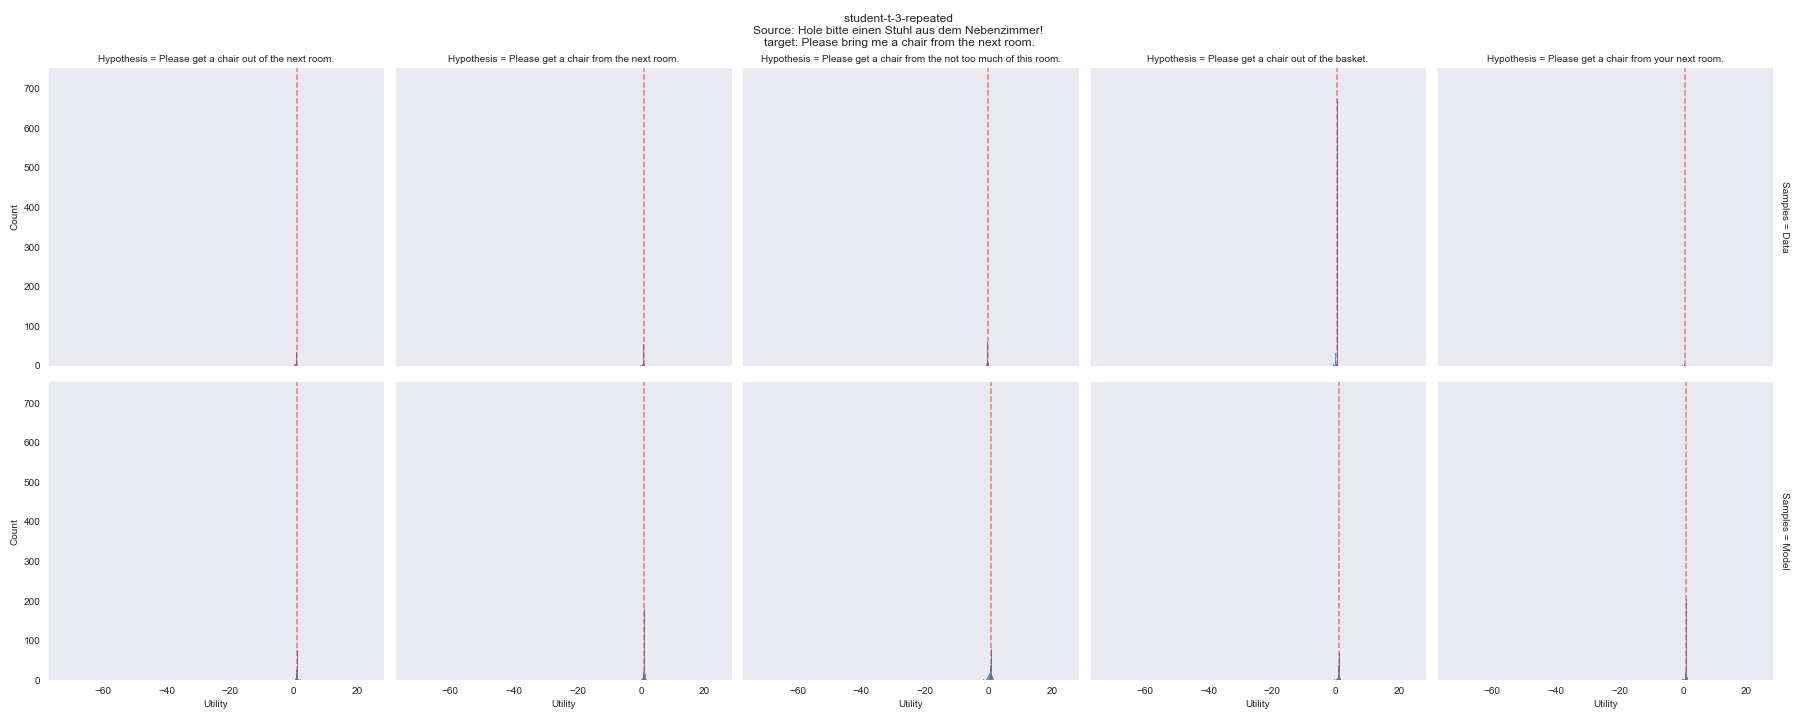 student-t-3-repeated
Source: Hole bitte einen Stuhl aus dem Nebenzimmer!
target: Please bring me a chair from the next room.
Hypothesis = Please get a chair out of the next room.
Hypothesis = Please get a chair from the next room.
Hypothesis = Please get a chair from the not too much of this room.
Hypothesis = Please get a chair out of the basket.
Hypothesis = Please get a chair from your next room.
700
600
500
400
300
200
100
0
Count
Samples = Data
700
600
500
400
300
200
100
0
Count
Samples = Model
−60 −40 −20 0 20
−60 −40 −20 0 20
−60 −40 −20 0 20
−60 −40 −20 0 20
−60 −40 −20 0 20
Utility
Utility
Utility
Utility
Utility